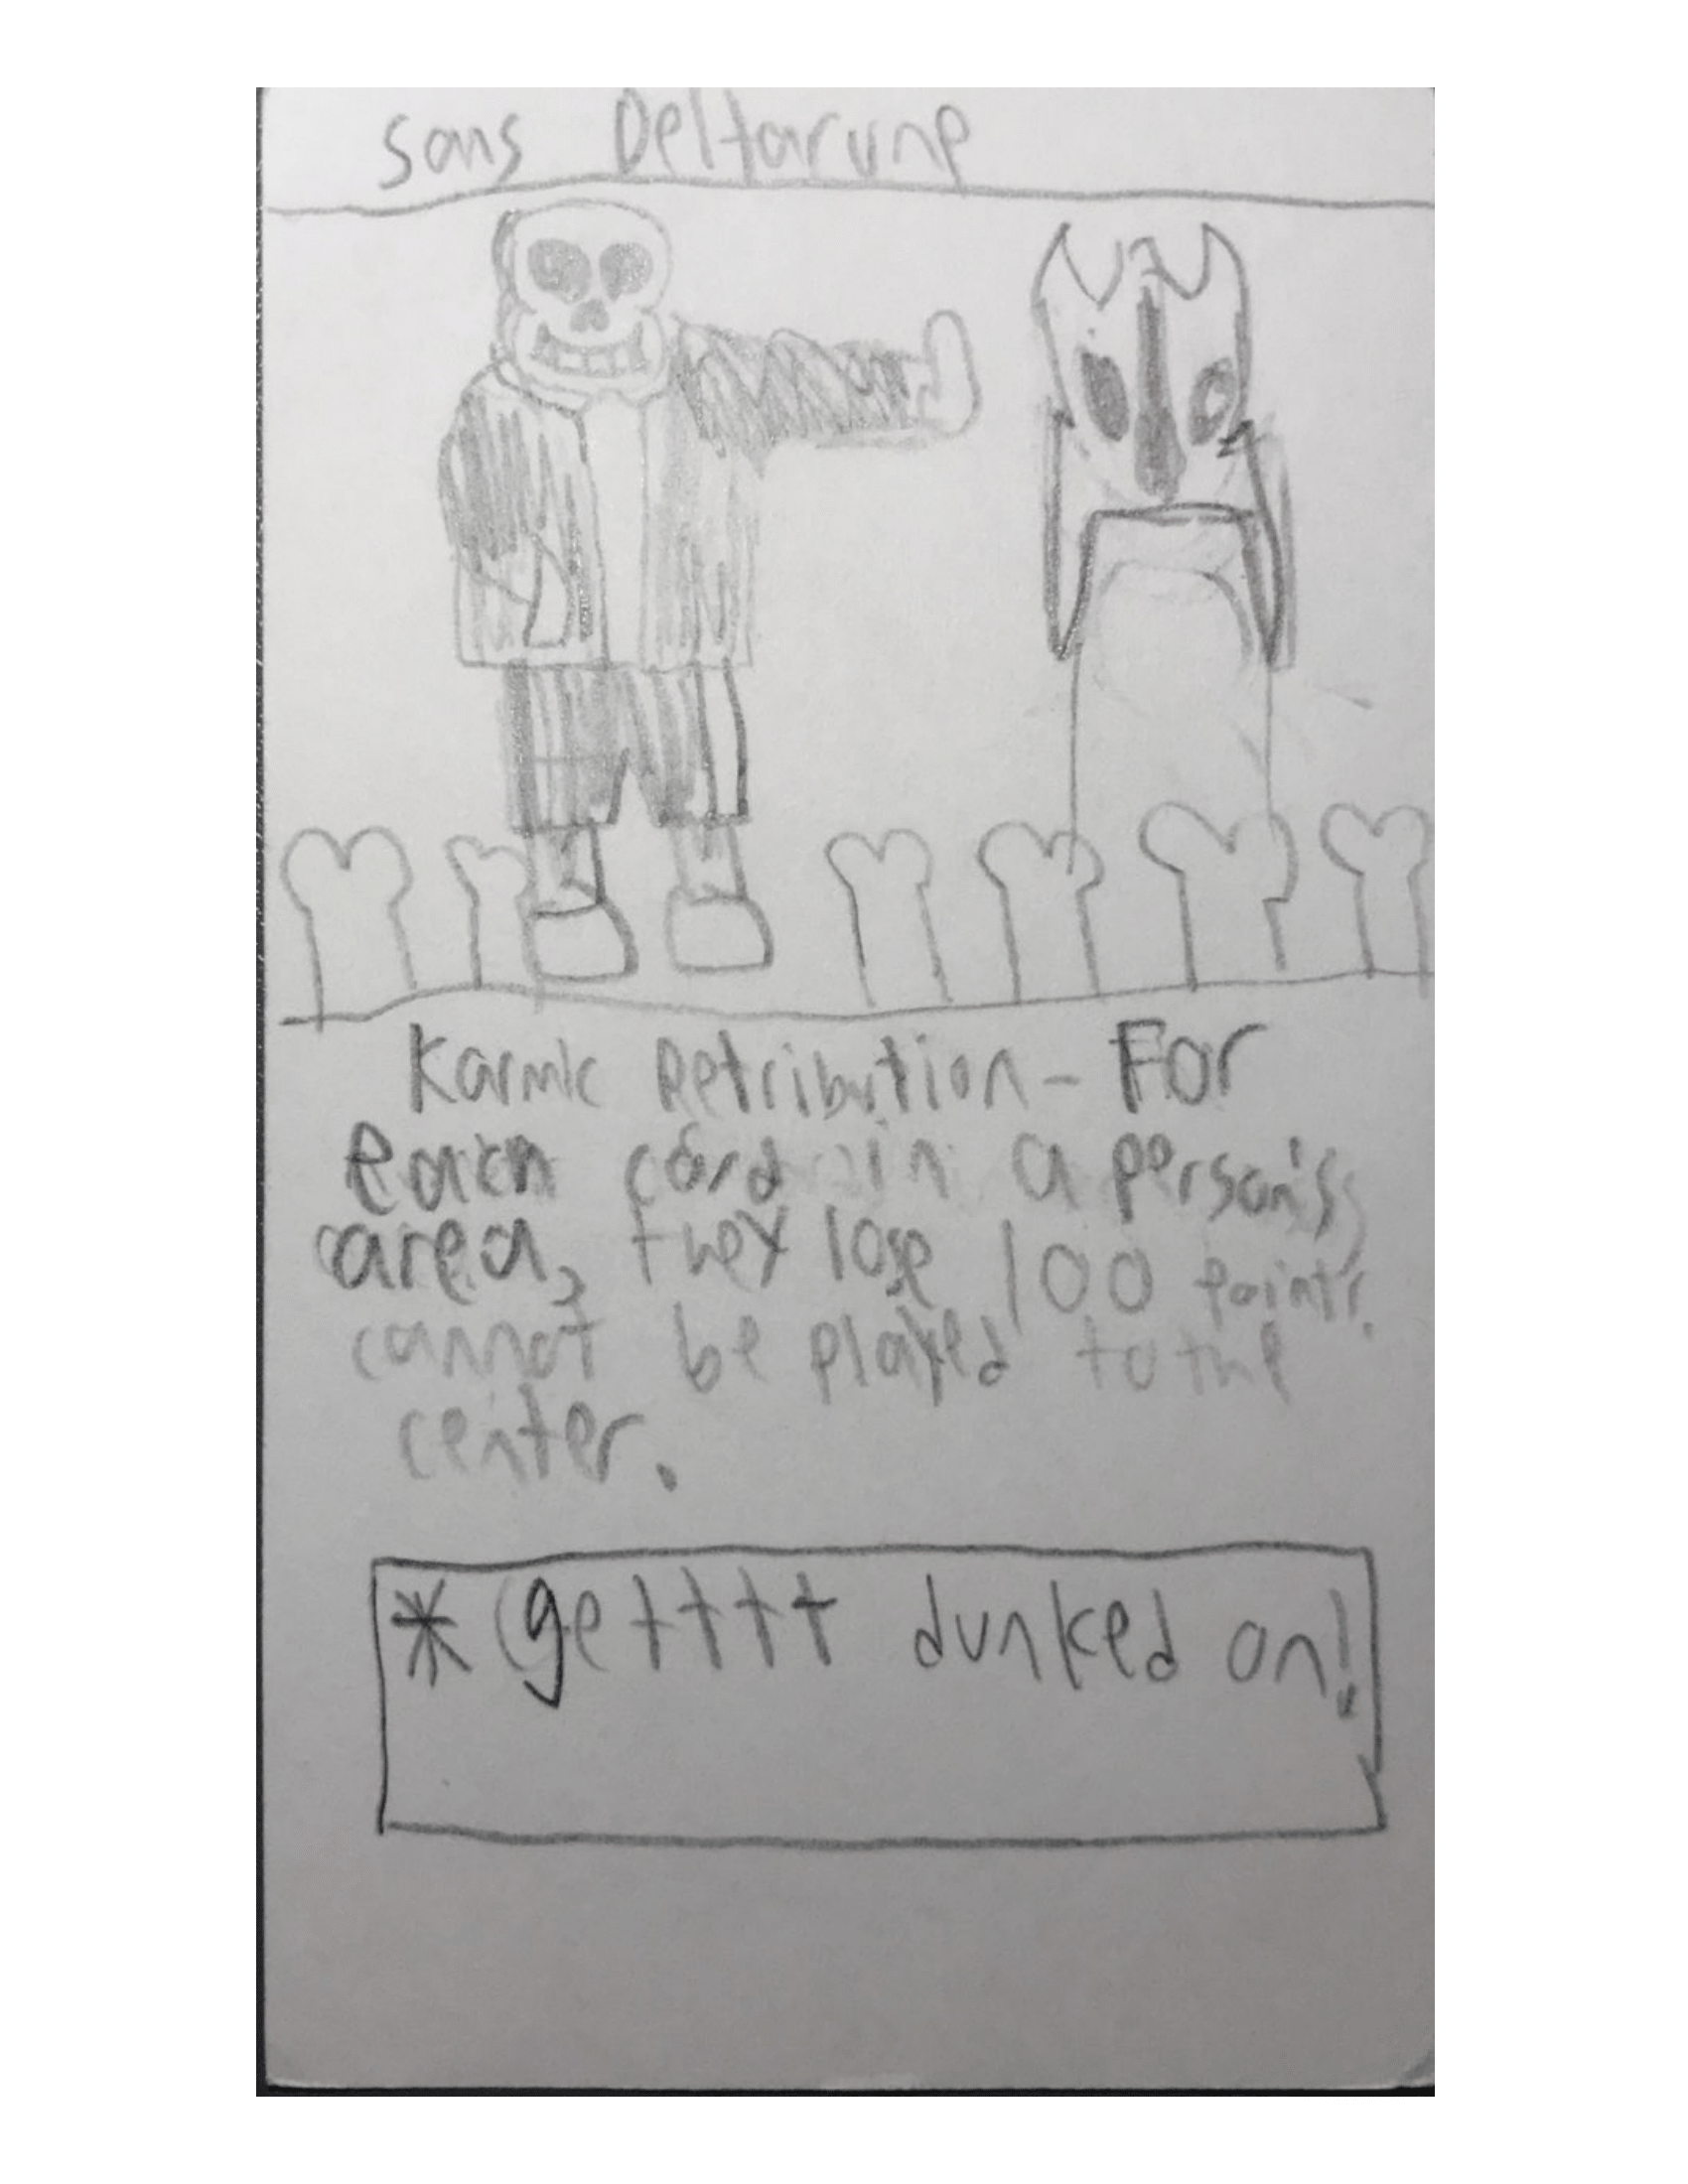 sans Deltarune
Karmic Retribution - For
Each card in a person's
area, they lose 100 points.
cannot be played to the
center.
* getttt dunked on!